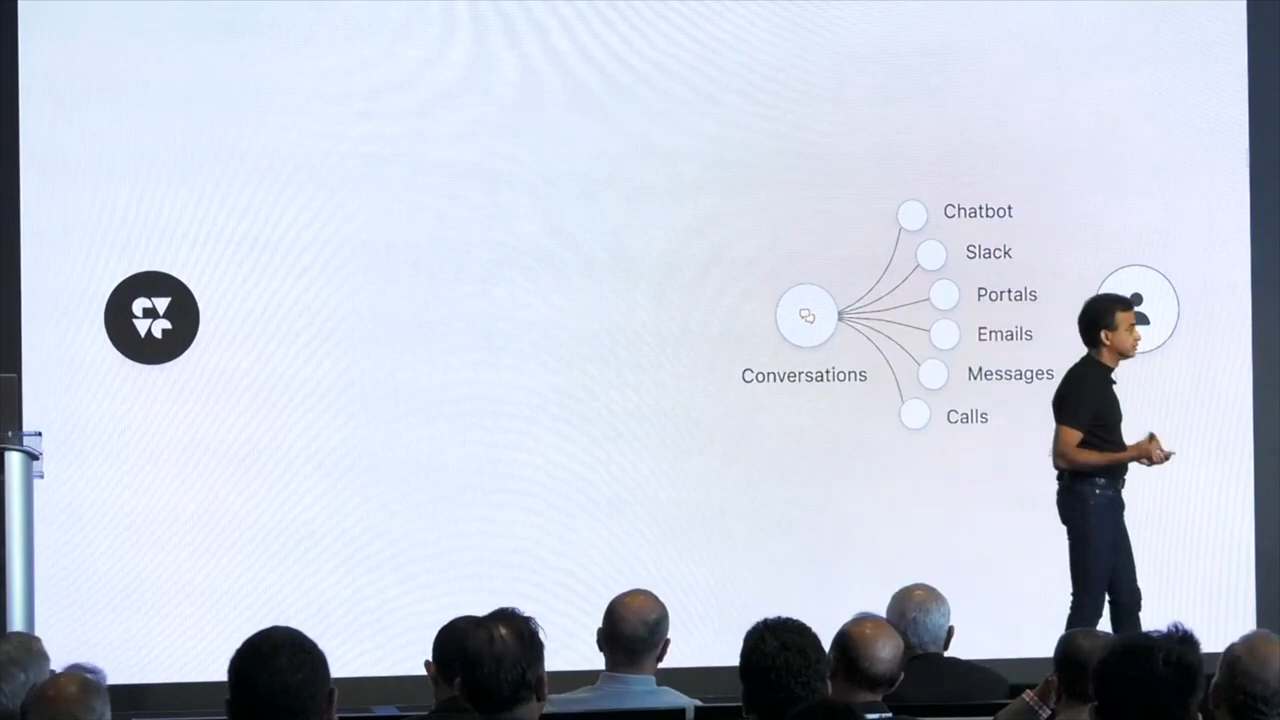 Chatbot
Slack
Portals
Emails
Conversations
Messages
Calls